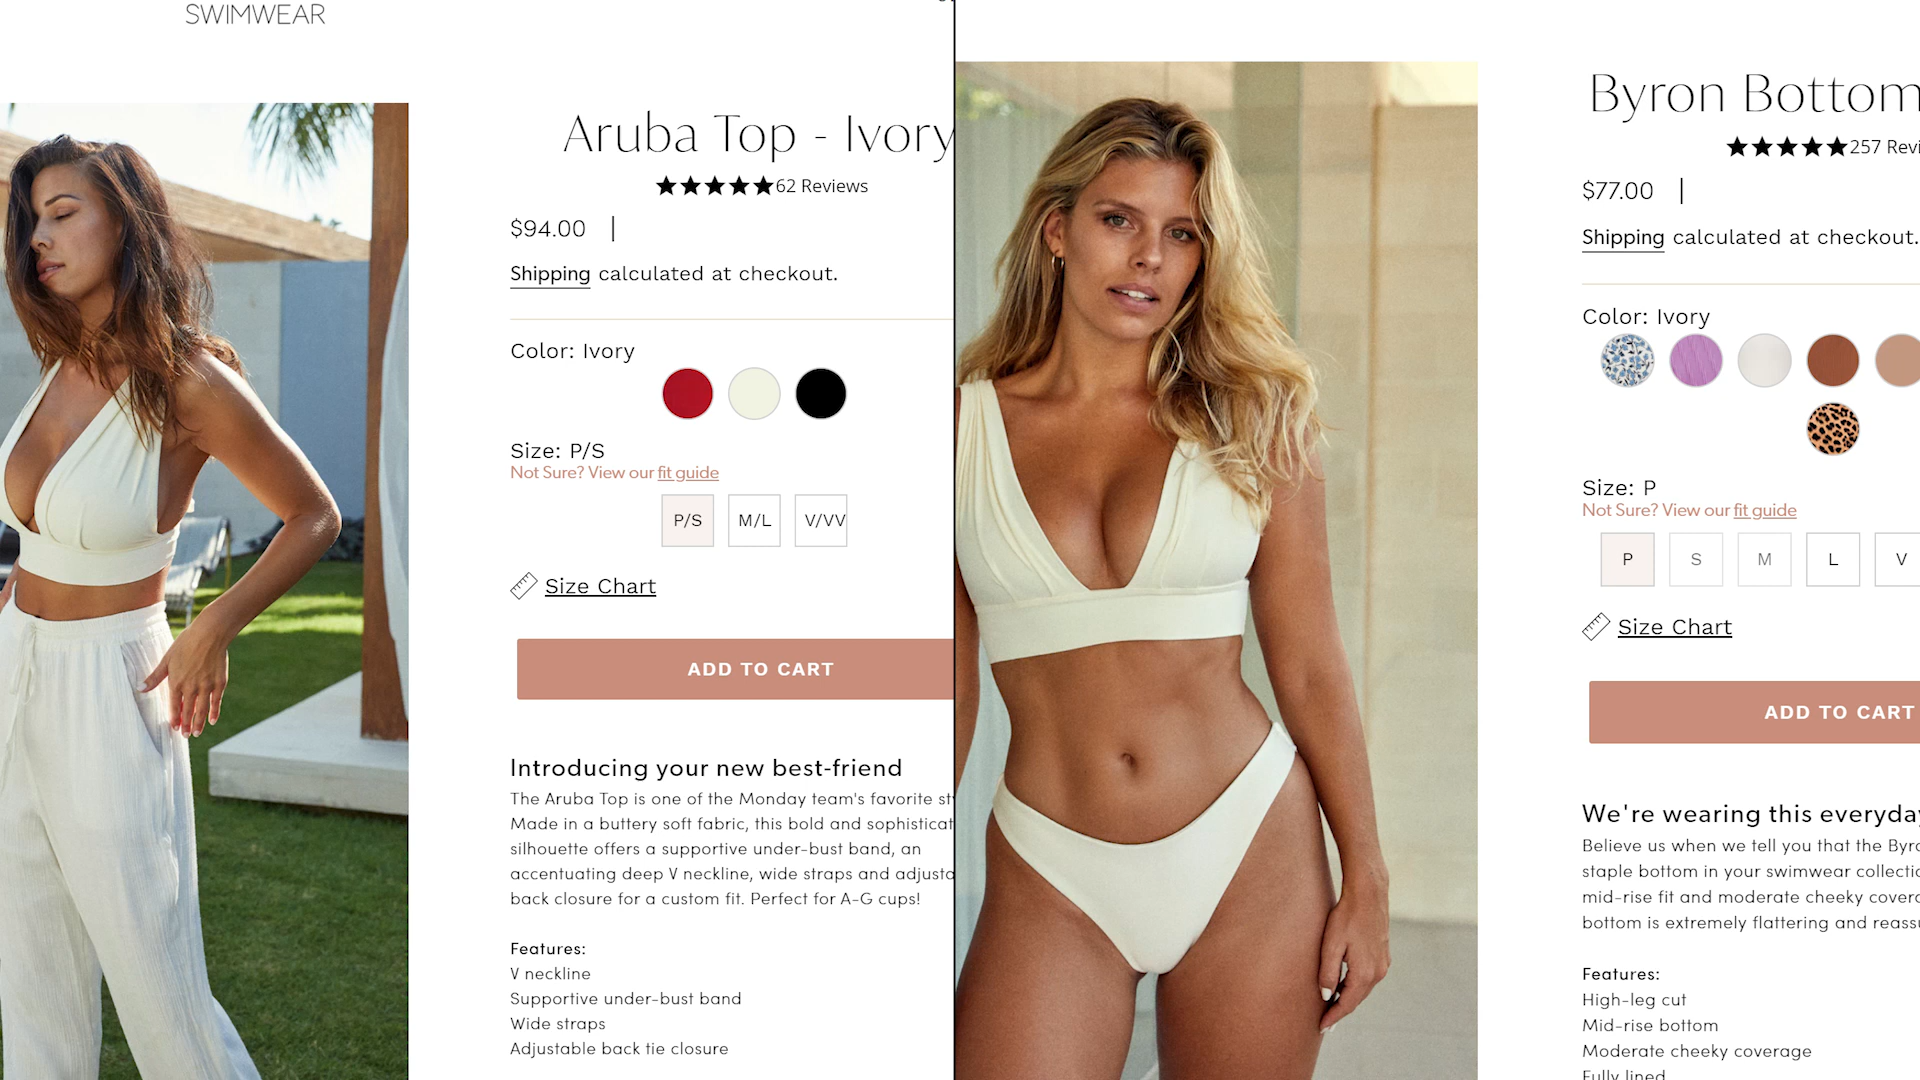 SWIMWEAR
Aruba Top - Ivory
62 Reviews
$94.00 |
Shipping calculated at checkout.
Color: Ivory
Size: P/S
Not Sure? View our fit guide
P/S M/L V/VV
Size Chart
ADD TO CART
Introducing your new best-friend
The Aruba Top is one of the Monday team's favorite st
Made in a buttery soft fabric, this bold and sophisticat
silhouette offers a supportive under-bust band, an
accentuating deep V neckline, wide straps and adjusta
back closure for a custom fit. Perfect for A-G cups!
Features:
V neckline
Supportive under-bust band
Wide straps
Adjustable back tie closure
Byron Bottom
257 Revi
$77.00 |
Shipping calculated at checkout.
Color: Ivory
Size: P
Not Sure? View our fit guide
P S M L V
Size Chart
ADD TO CART
We're wearing this everyday
Believe us when we tell you that the Byro
staple bottom in your swimwear collectio
mid-rise fit and moderate cheeky covera
bottom is extremely flattering and reassu
Features:
High-leg cut
Mid-rise bottom
Moderate cheeky coverage
Fully lined